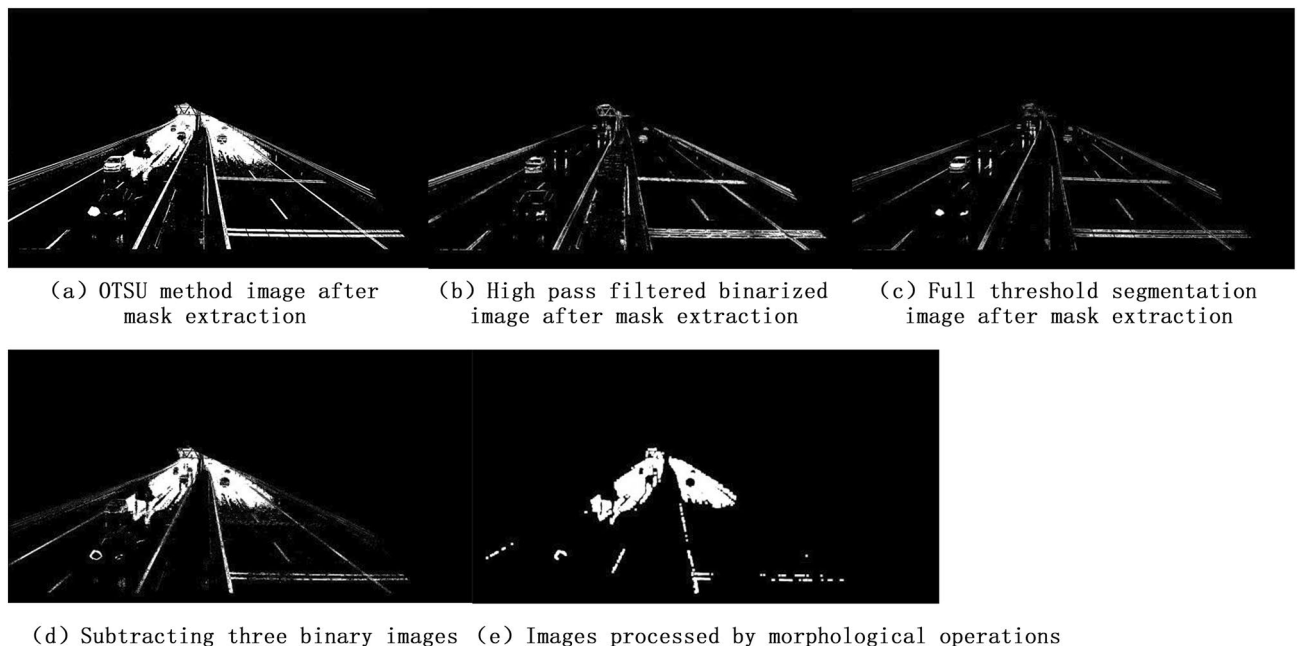 (a) OTSU method image after
mask extraction
(b) High pass filtered binarized
image after mask extraction
(c) Full threshold segmentation
image after mask extraction
(d) Subtracting three binary images
(e) Images processed by morphological operations